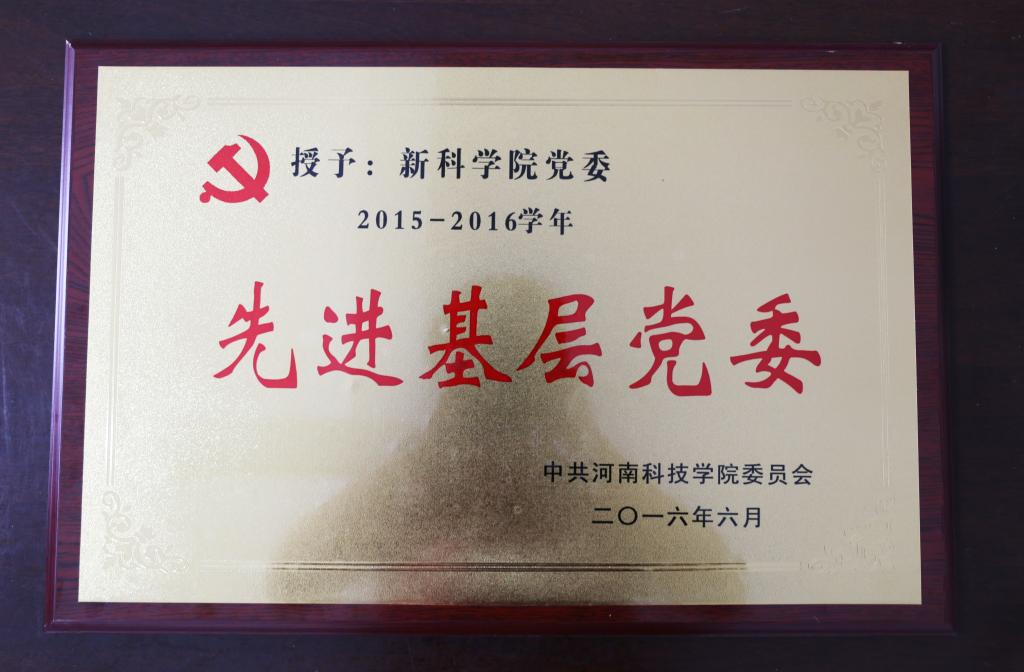 授予：新科学院党委
2015-2016学年
先进基层党委
中共河南科技学院委员会
二〇一六年六月